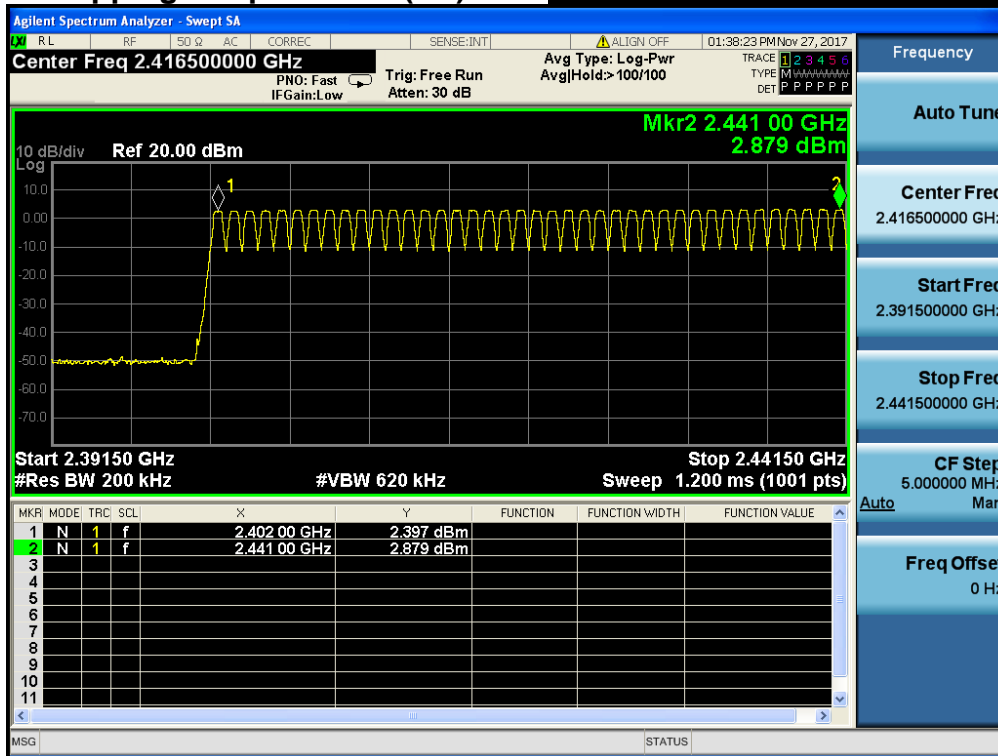 Agilent Spectrum Analyzer - Swept SA
LXI RL RF 50 Ω AC CORREC SENSE:INT ALIGN OFF 01:38:23 PM Nov 27, 2017
Center Freq 2.416500000 GHz
PNO: Fast
IFGain:Low
Trig: Free Run
Atten: 30 dB
Avg Type: Log-Pwr
Avg|Hold:>100/100
TRACE 1 2 3 4 5 6
TYPE M
DET P P P P P P
Frequency
Auto Tune
Center Freq
2.416500000 GHz
Start Freq
2.391500000 GHz
Stop Freq
2.441500000 GHz
CF Step
5.000000 MHz
Auto Man
Freq Offset
0 Hz
Mkr2 2.441 00 GHz
2.879 dBm
10 dB/div Ref 20.00 dBm
Log
1
2
10.0
0.00
-10.0
-20.0
-30.0
-40.0
-50.0
-60.0
-70.0
Start 2.39150 GHz Stop 2.44150 GHz
#Res BW 200 kHz #VBW 620 kHz Sweep 1.200 ms (1001 pts)
MKR MODE TRC SCL X Y FUNCTION FUNCTION WIDTH FUNCTION VALUE
1 N 1 f 2.402 00 GHz 2.397 dBm
2 N 1 f 2.441 00 GHz 2.879 dBm
3
4
5
6
7
8
9
10
11
MSG STATUS